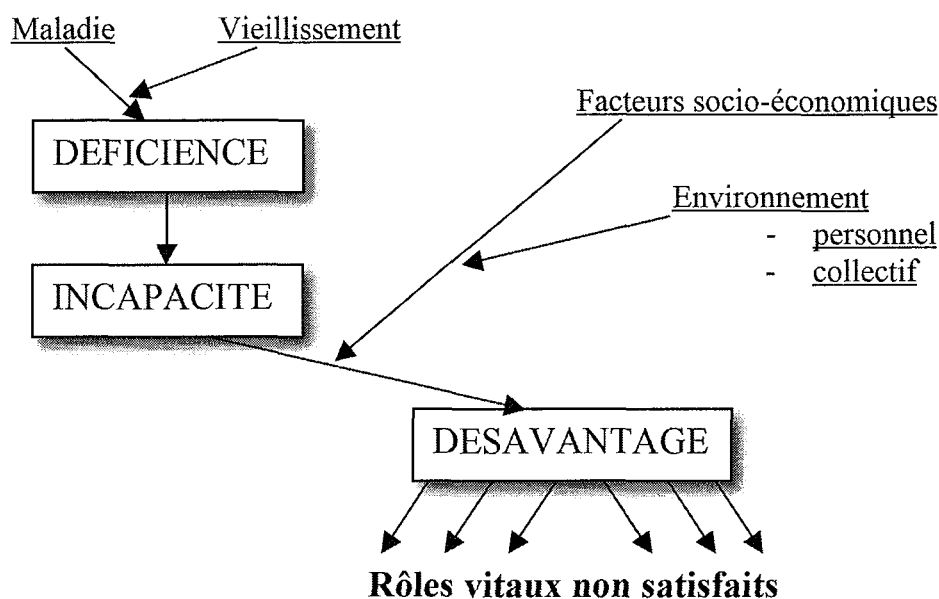 Maladie
Vieillissement
Facteurs socio-économiques
DEFICIENCE
Environnement
- personnel
- collectif
INCAPACITE
DESAVANTAGE
Rôles vitaux non satisfaits